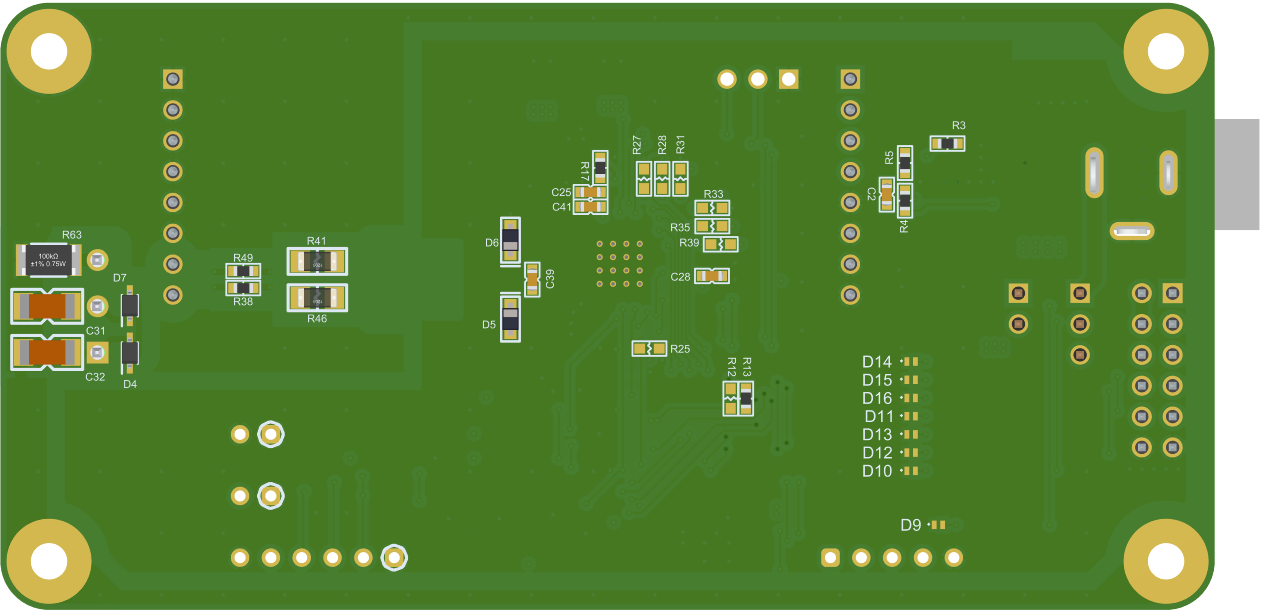 R3
R27
R28
R31
R5
R17
C25
C41
C2
R33
R4
R35
R63
R41
D6
R39
100kΩ
±1% 0.75W
R49
D7
C39
C28
R38
R46
D5
C31
R25
C32
D4
R12
R13
D14
D15
D16
D11
D13
D12
D10
D9